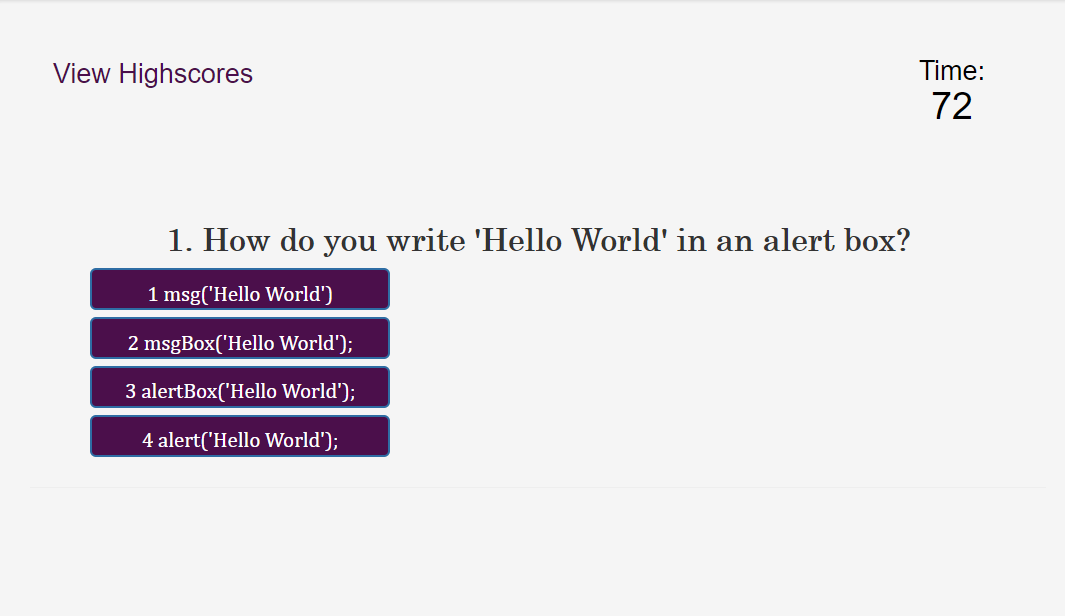 View Highscores
Time:
72
1. How do you write 'Hello World' in an alert box?
1 msg('Hello World')
2 msgBox('Hello World');
3 alertBox('Hello World');
4 alert('Hello World');